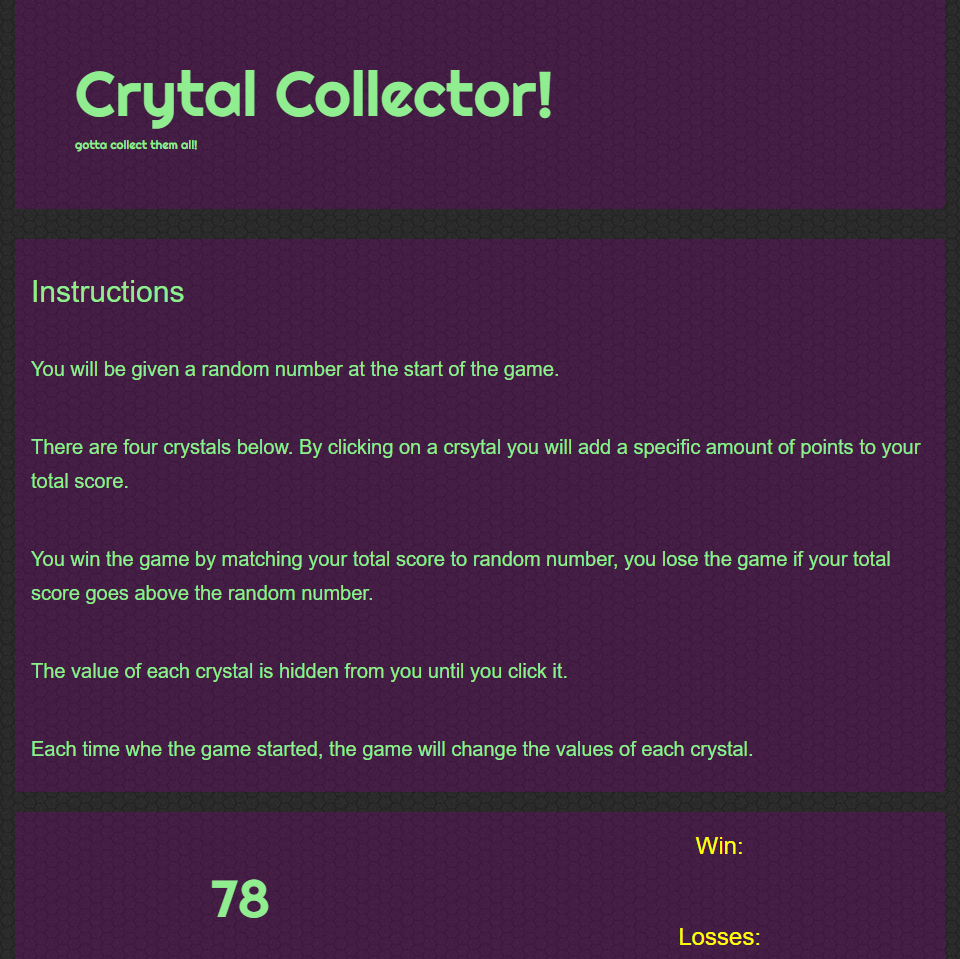 Crytal Collector!
gotta collect them all!
Instructions
You will be given a random number at the start of the game.
There are four crystals below. By clicking on a crsytal you will add a specific amount of points to your
total score.
You win the game by matching your total score to random number, you lose the game if your total
score goes above the random number.
The value of each crystal is hidden from you until you click it.
Each time whe the game started, the game will change the values of each crystal.
Win:
78
Losses: